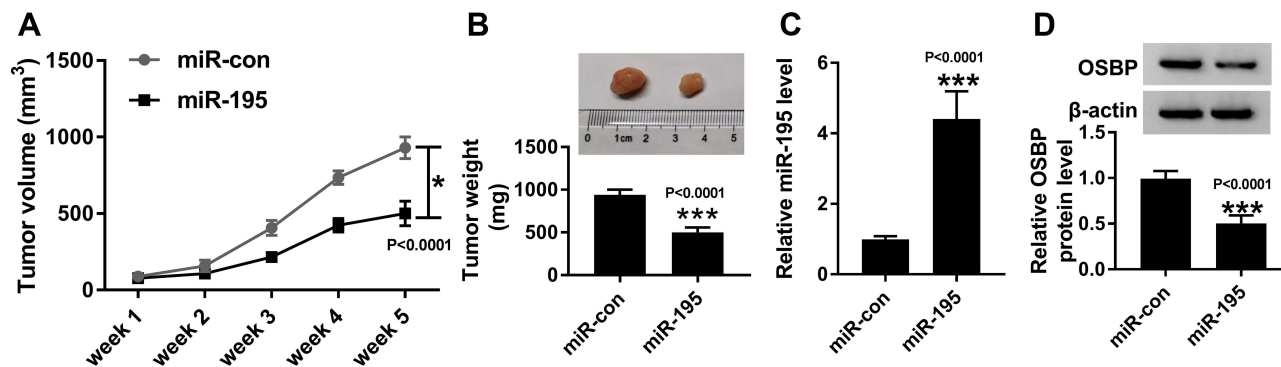 A
Tumor volume (mm³)
1500
1000
500
0
miR-con
miR-195
*
P<0.0001
week 1
week 2
week 3
week 4
week 5
B
0 1cm 2 3 4 5
Tumor weight
(mg)
1500
1000
500
0
P<0.0001
***
miR-con
miR-195
C
Relative miR-195 level
6
4
2
0
P<0.0001
***
miR-con
miR-195
D
OSBP
β-actin
Relative OSBP
protein level
1.5
1.0
0.5
0.0
P<0.0001
***
miR-con
miR-195